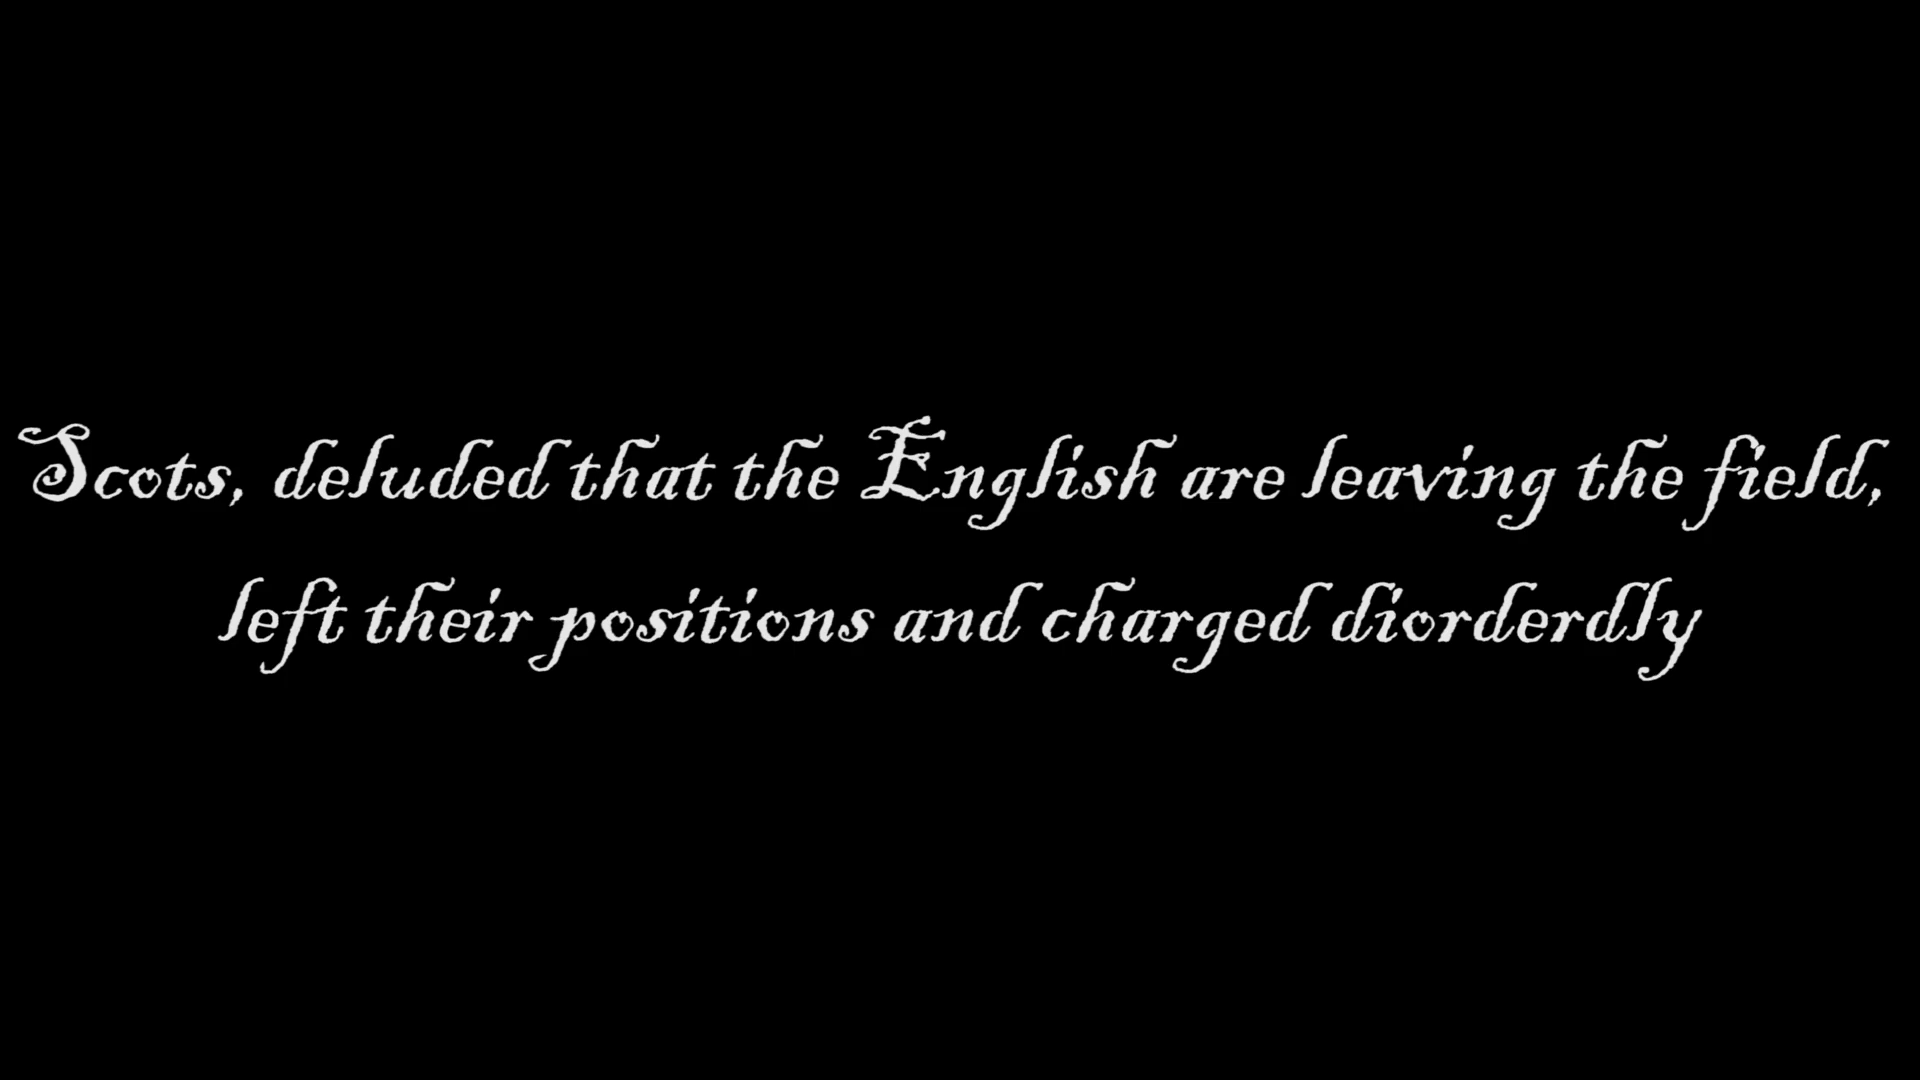 Scots, deluded that the English are leaving the field,
left their positions and charged diorderdly